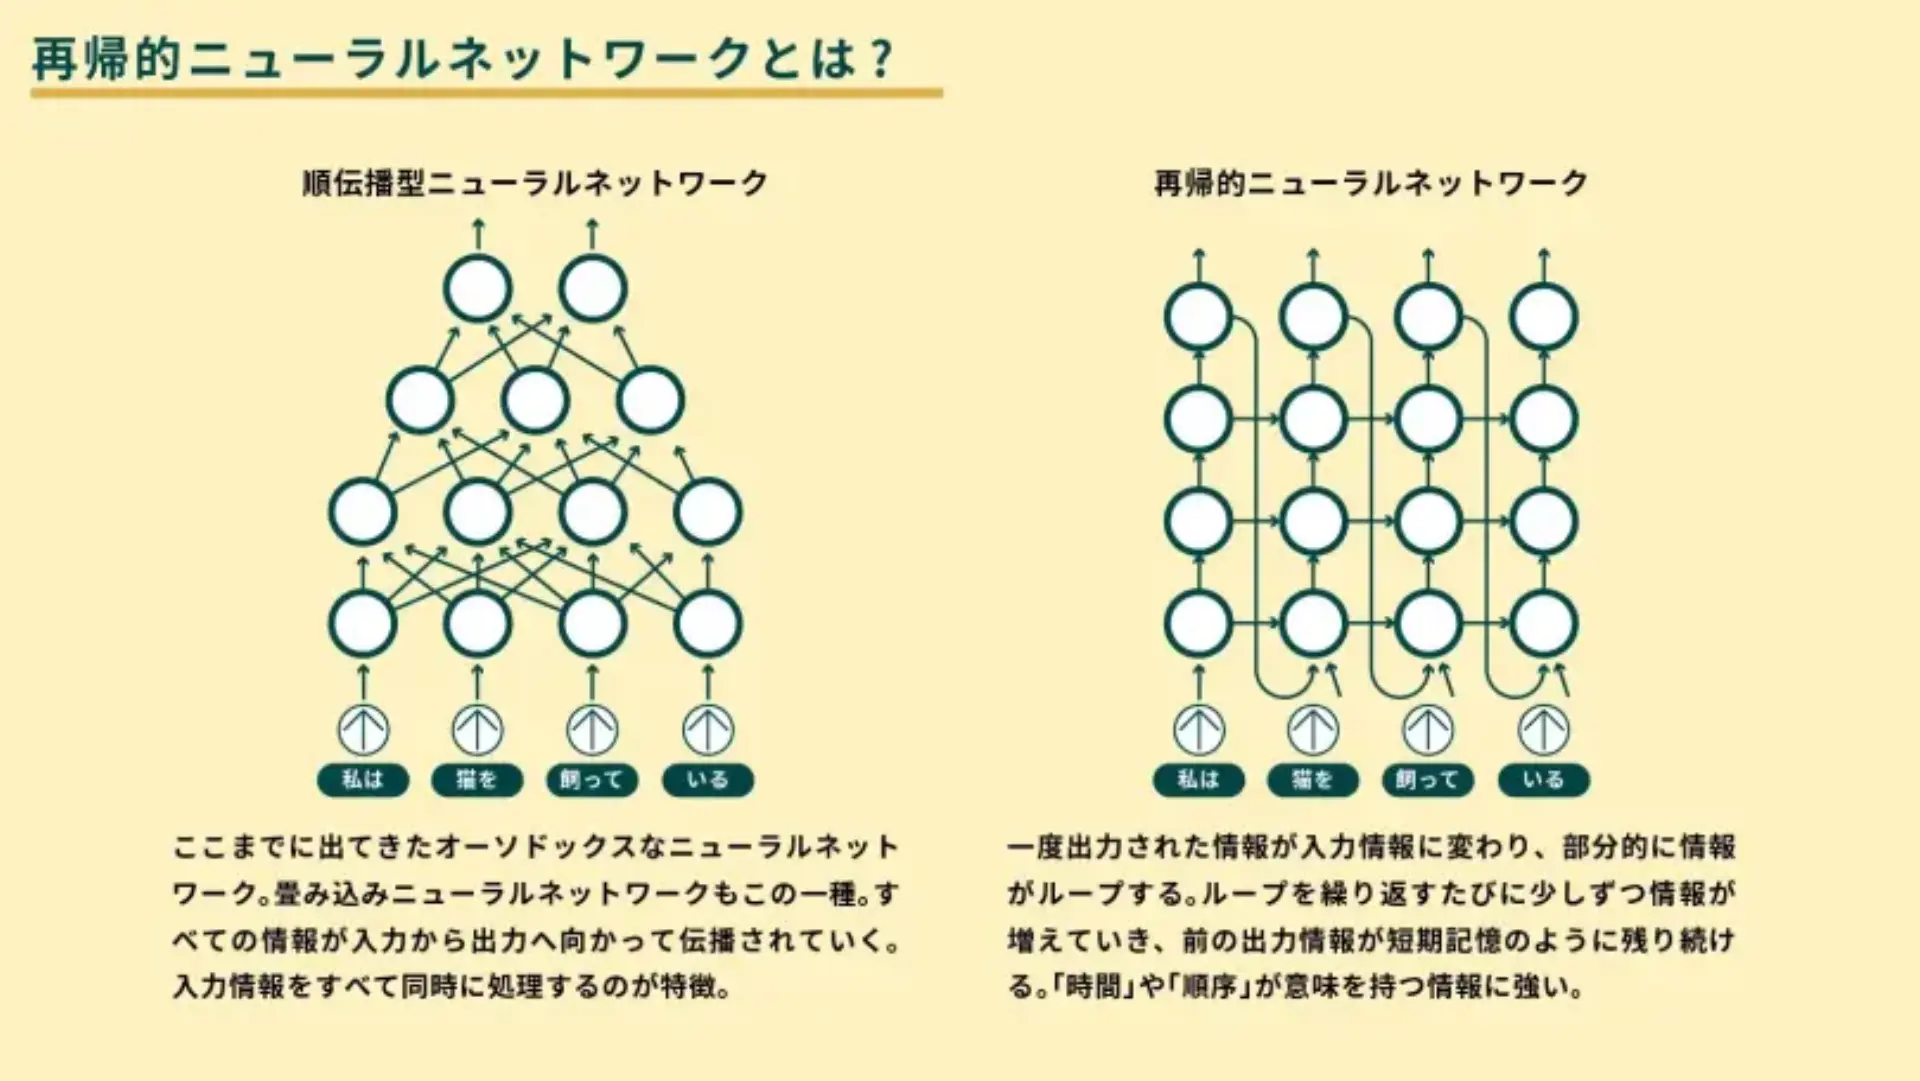 再帰的ニューラルネットワークとは？
順伝播型ニューラルネットワーク
私は
猫を
飼って
いる
ここまでに出てきたオーソドックスなニューラルネット
ワーク。畳み込みニューラルネットワークもこの一種。す
べての情報が入力から出力へ向かって伝播されていく。
入力情報をすべて同時に処理するのが特徴。
再帰的ニューラルネットワーク
私は
猫を
飼って
いる
一度出力された情報が入力情報に変わり、部分的に情報
がループする。ループを繰り返すたびに少しずつ情報が
増えていき、前の出力情報が短期記憶のように残り続け
る。「時間」や「順序」が意味を持つ情報に強い。